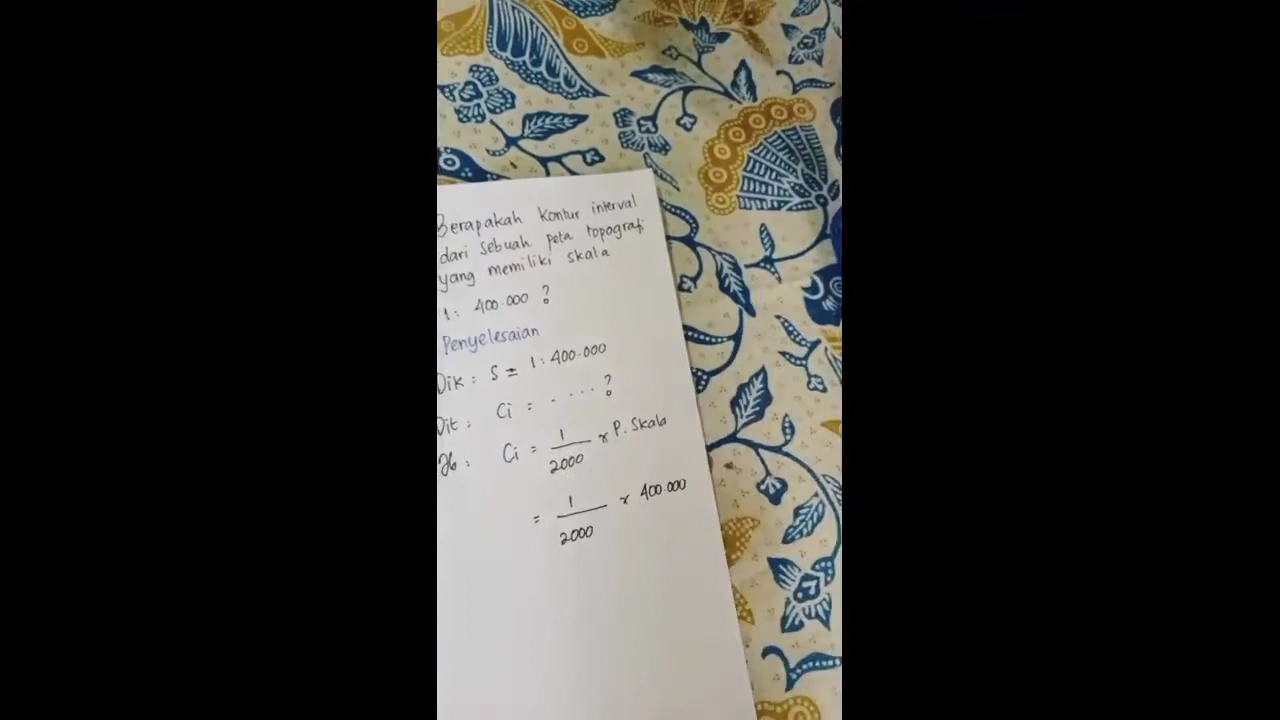 Berapakah kontur interval
dari sebuah peta topografi
yang memiliki skala
1: 400.000 ?
Penyelesaian
Dik : S = 1 : 400.000
Dit : Ci = ..... ?
Jb : Ci = 1/2000 x P. Skala
= 1/2000 x 400.000